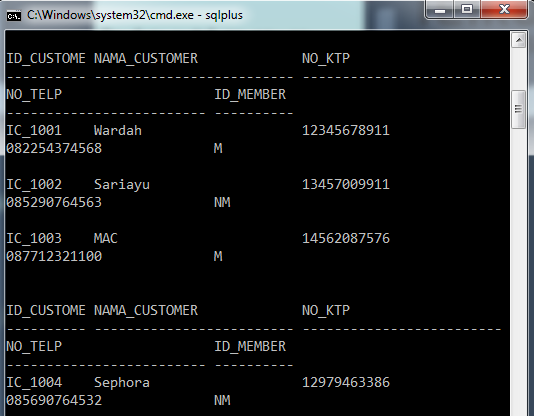 C:\Windows\system32\cmd.exe - sqlplus
ID_CUSTOME NAMA_CUSTOMER             NO_KTP
---------- ------------------------- -------------------------
NO_TELP                   ID_MEMBER
------------------------- ----------
IC_1001    Wardah                    12345678911
082254374568              M
IC_1002    Sariayu                   13457009911
085290764563              NM
IC_1003    MAC                       14562087576
087712321100              M
ID_CUSTOME NAMA_CUSTOMER             NO_KTP
---------- ------------------------- -------------------------
NO_TELP                   ID_MEMBER
------------------------- ----------
IC_1004    Sephora                   12979463386
085690764532              NM